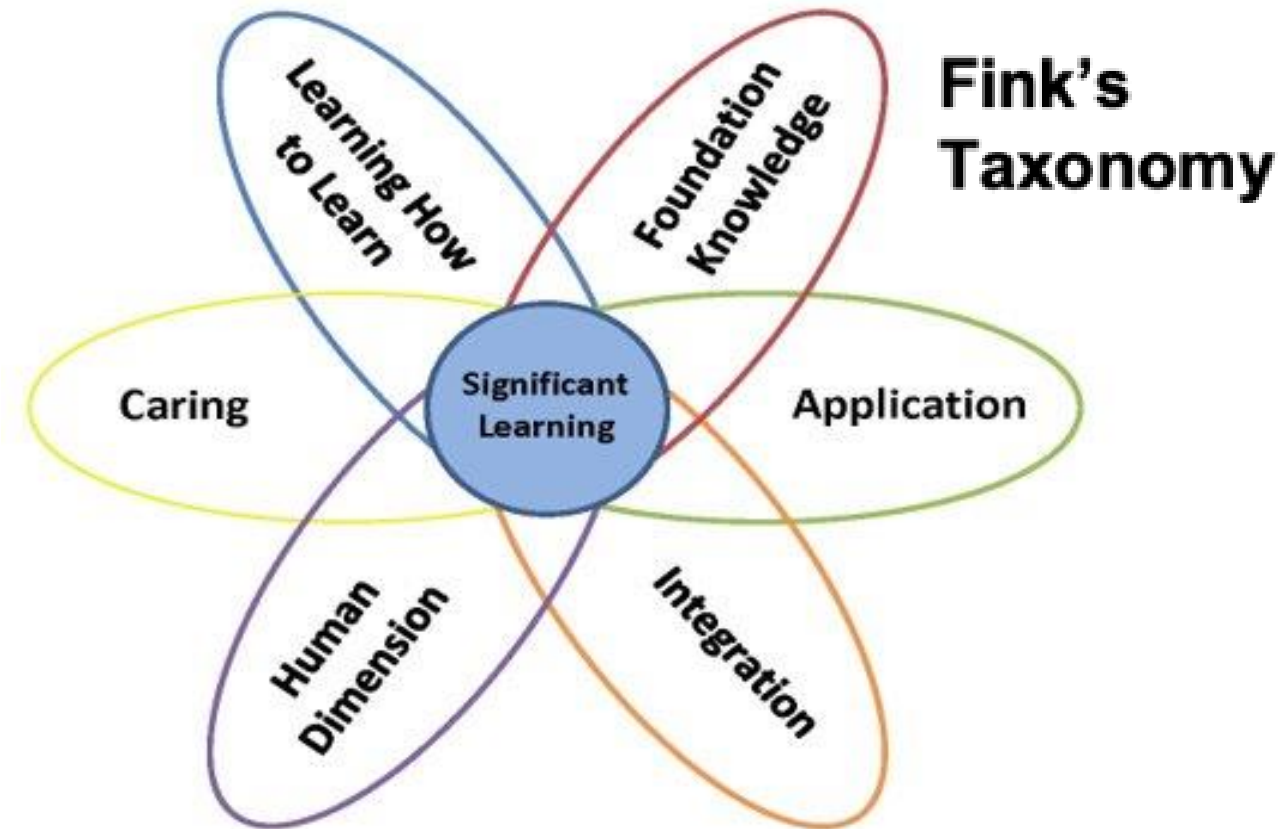 Fink's
Taxonomy
Learning How
to Learn
Foundation
Knowledge
Caring
Significant
Learning
Application
Human
Dimension
Integration